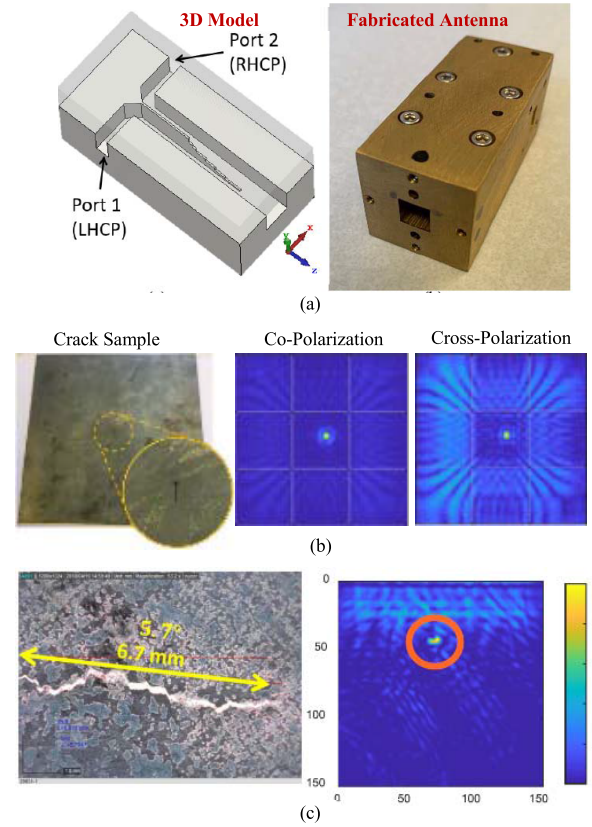 3D Model
Fabricated Antenna
Port 2
(RHCP)
Port 1
(LHCP)
y
x
z
(a)
Crack Sample
Co-Polarization
Cross-Polarization
(b)
5.7°
6.7 mm
0
50
100
150
0
50
100
150
(c)